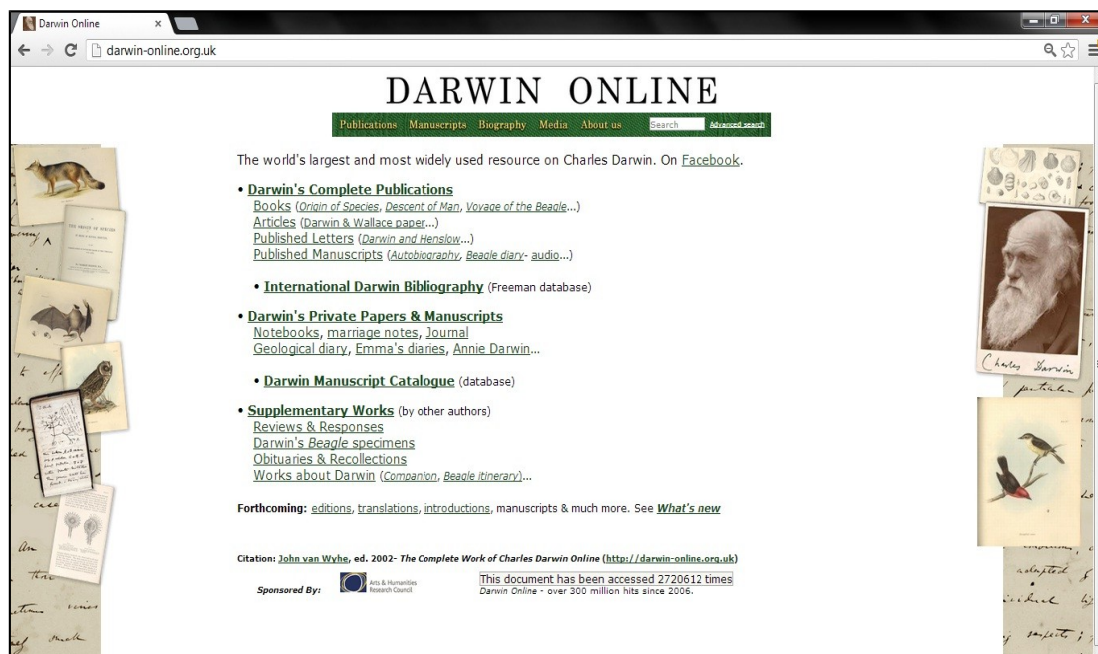 Darwin Online
darwin-online.org.uk
DARWIN ONLINE
Publications Manuscripts Biography Media About us Search Advanced search
The world's largest and most widely used resource on Charles Darwin. On Facebook.
• Darwin's Complete Publications
Books (Origin of Species, Descent of Man, Voyage of the Beagle...)
Articles (Darwin & Wallace paper...)
Published Letters (Darwin and Henslow...)
Published Manuscripts (Autobiography, Beagle diary- audio...)
• International Darwin Bibliography (Freeman database)
• Darwin's Private Papers & Manuscripts
Notebooks, marriage notes, Journal
Geological diary, Emma's diaries, Annie Darwin...
• Darwin Manuscript Catalogue (database)
• Supplementary Works (by other authors)
Reviews & Responses
Darwin's Beagle specimens
Obituaries & Recollections
Works about Darwin (Companion, Beagle itinerary)...
Forthcoming: editions, translations, introductions, manuscripts & much more. See What's new
Citation: John van Wyhe, ed. 2002- The Complete Work of Charles Darwin Online (http://darwin-online.org.uk)
Sponsored By:
Arts & Humanities
Research Council
This document has been accessed 2720612 times
Darwin Online - over 300 million hits since 2006.
Charles Darwin